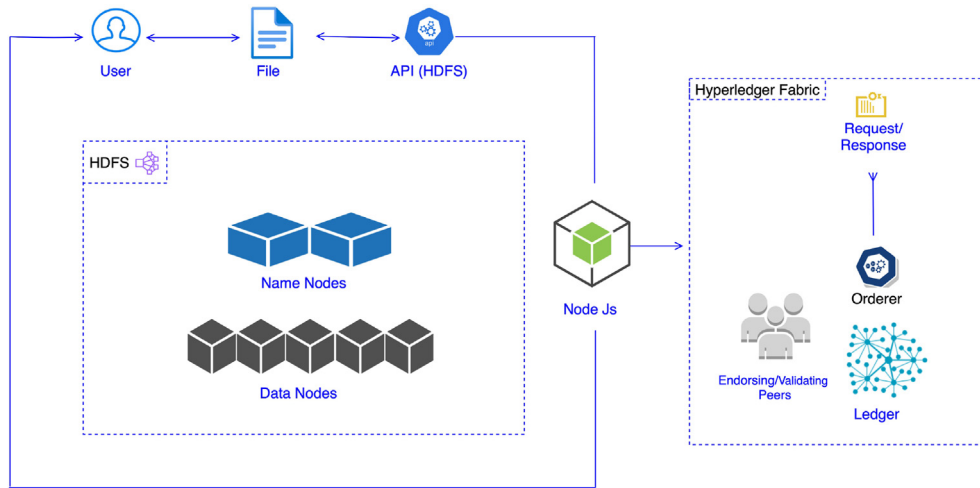 User
File
api
API (HDFS)
Hyperledger Fabric
Request/
Response
HDFS
Name Nodes
Node Js
Orderer
Data Nodes
Endorsing/Validating
Peers
Ledger